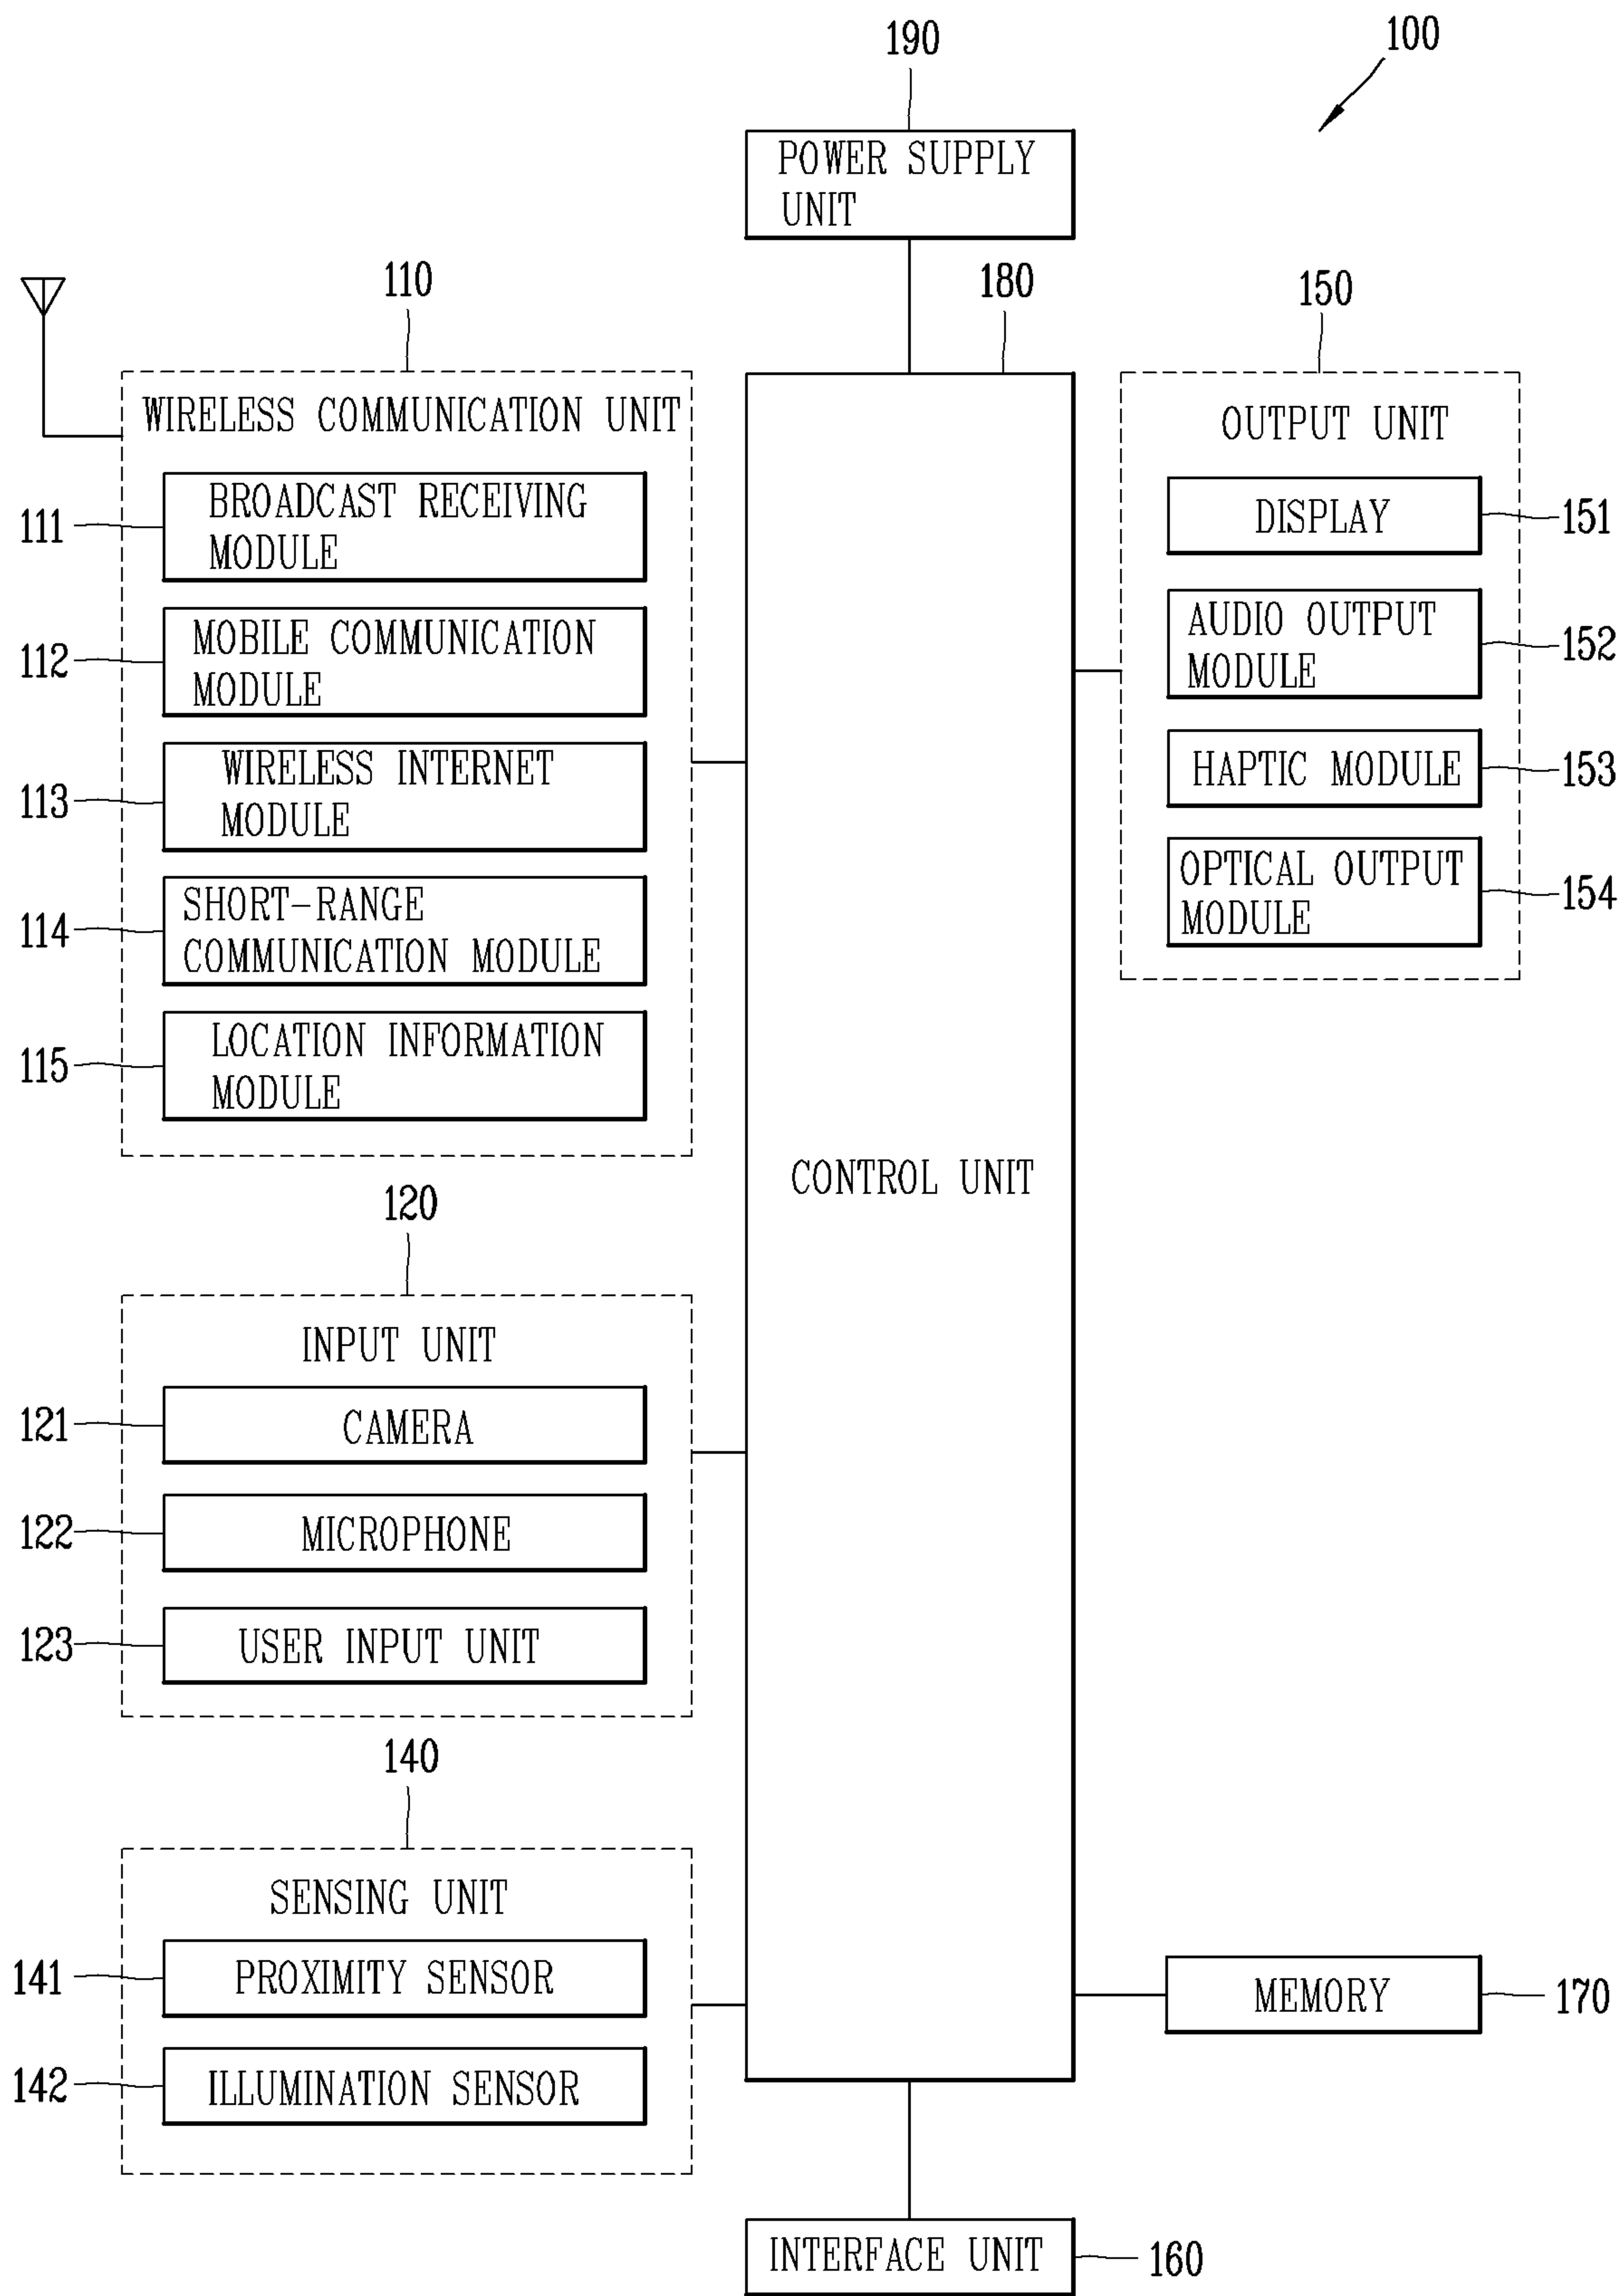 190
100
POWER SUPPLY
UNIT
110
180
150
WIRELESS COMMUNICATION UNIT
111
BROADCAST RECEIVING
MODULE
112
MOBILE COMMUNICATION
MODULE
113
WIRELESS INTERNET
MODULE
114
SHORT-RANGE
COMMUNICATION MODULE
115
LOCATION INFORMATION
MODULE
OUTPUT UNIT
DISPLAY
151
AUDIO OUTPUT
MODULE
152
HAPTIC MODULE
153
OPTICAL OUTPUT
MODULE
154
CONTROL UNIT
120
INPUT UNIT
121
CAMERA
122
MICROPHONE
123
USER INPUT UNIT
140
SENSING UNIT
141
PROXIMITY SENSOR
142
ILLUMINATION SENSOR
MEMORY
170
INTERFACE UNIT
160